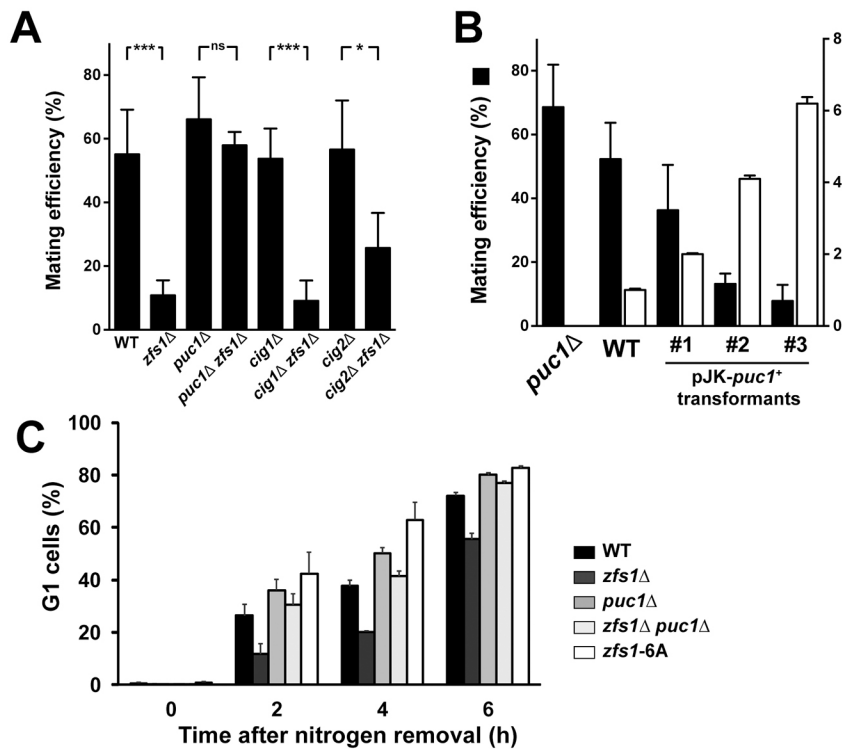 A
*** ns *** *
Mating efficiency (%)
80
60
40
20
0
WT zfs1Δ puc1Δ puc1Δ zfs1Δ cig1Δ cig1Δ zfs1Δ cig2Δ cig2Δ zfs1Δ
B
Mating efficiency (%)
80
60
40
20
0
8
6
4
2
0
puc1Δ WT #1 #2 #3
pJK-puc1+
transformants
C
G1 cells (%)
100
80
60
40
20
0
0 2 4 6
Time after nitrogen removal (h)
WT
zfs1Δ
puc1Δ
zfs1Δ puc1Δ
zfs1-6A